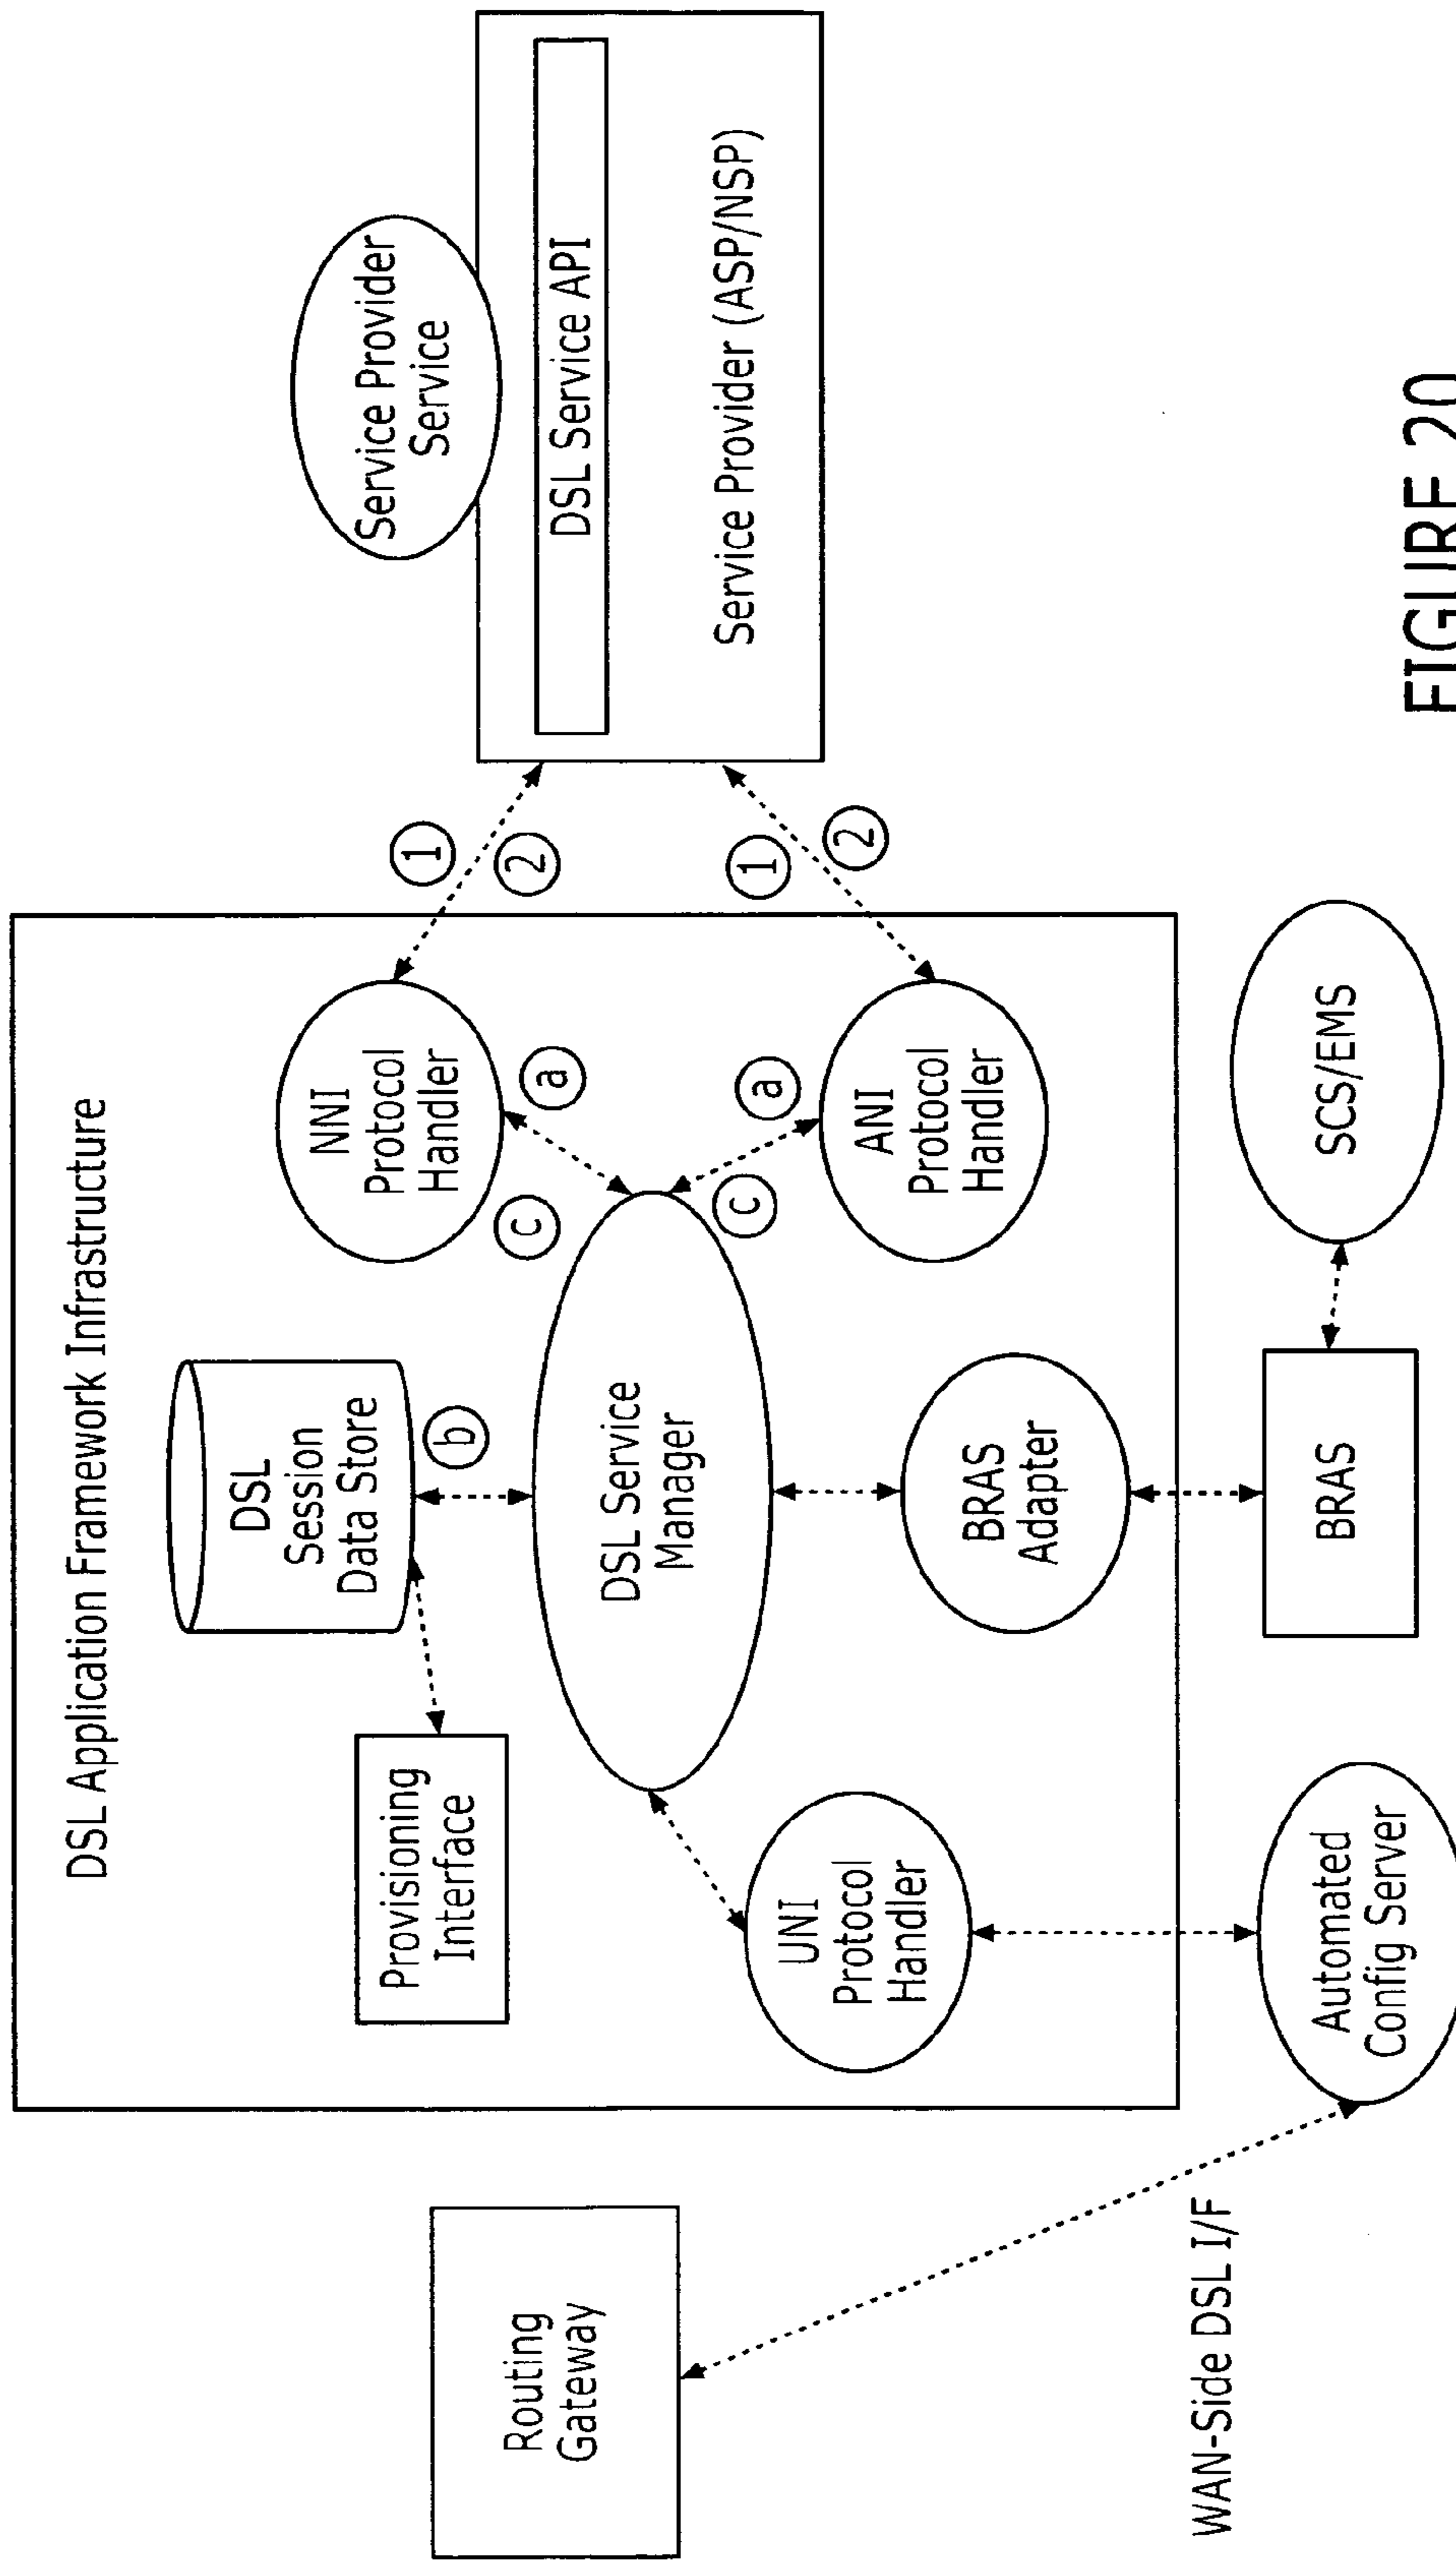 DSL Application Framework Infrastructure
Routing
Gateway
WAN-Side DSL I/F
Provisioning
Interface
DSL
Session
Data Store
b
UNI
Protocol
Handler
DSL Service
Manager
BRAS
Adapter
NNI
Protocol
Handler
a
c
a
c
ANI
Protocol
Handler
Automated
Config Server
BRAS
SCS/EMS
1
2
1
2
Service Provider
Service
DSL Service API
Service Provider (ASP/NSP)
FIGURE 20